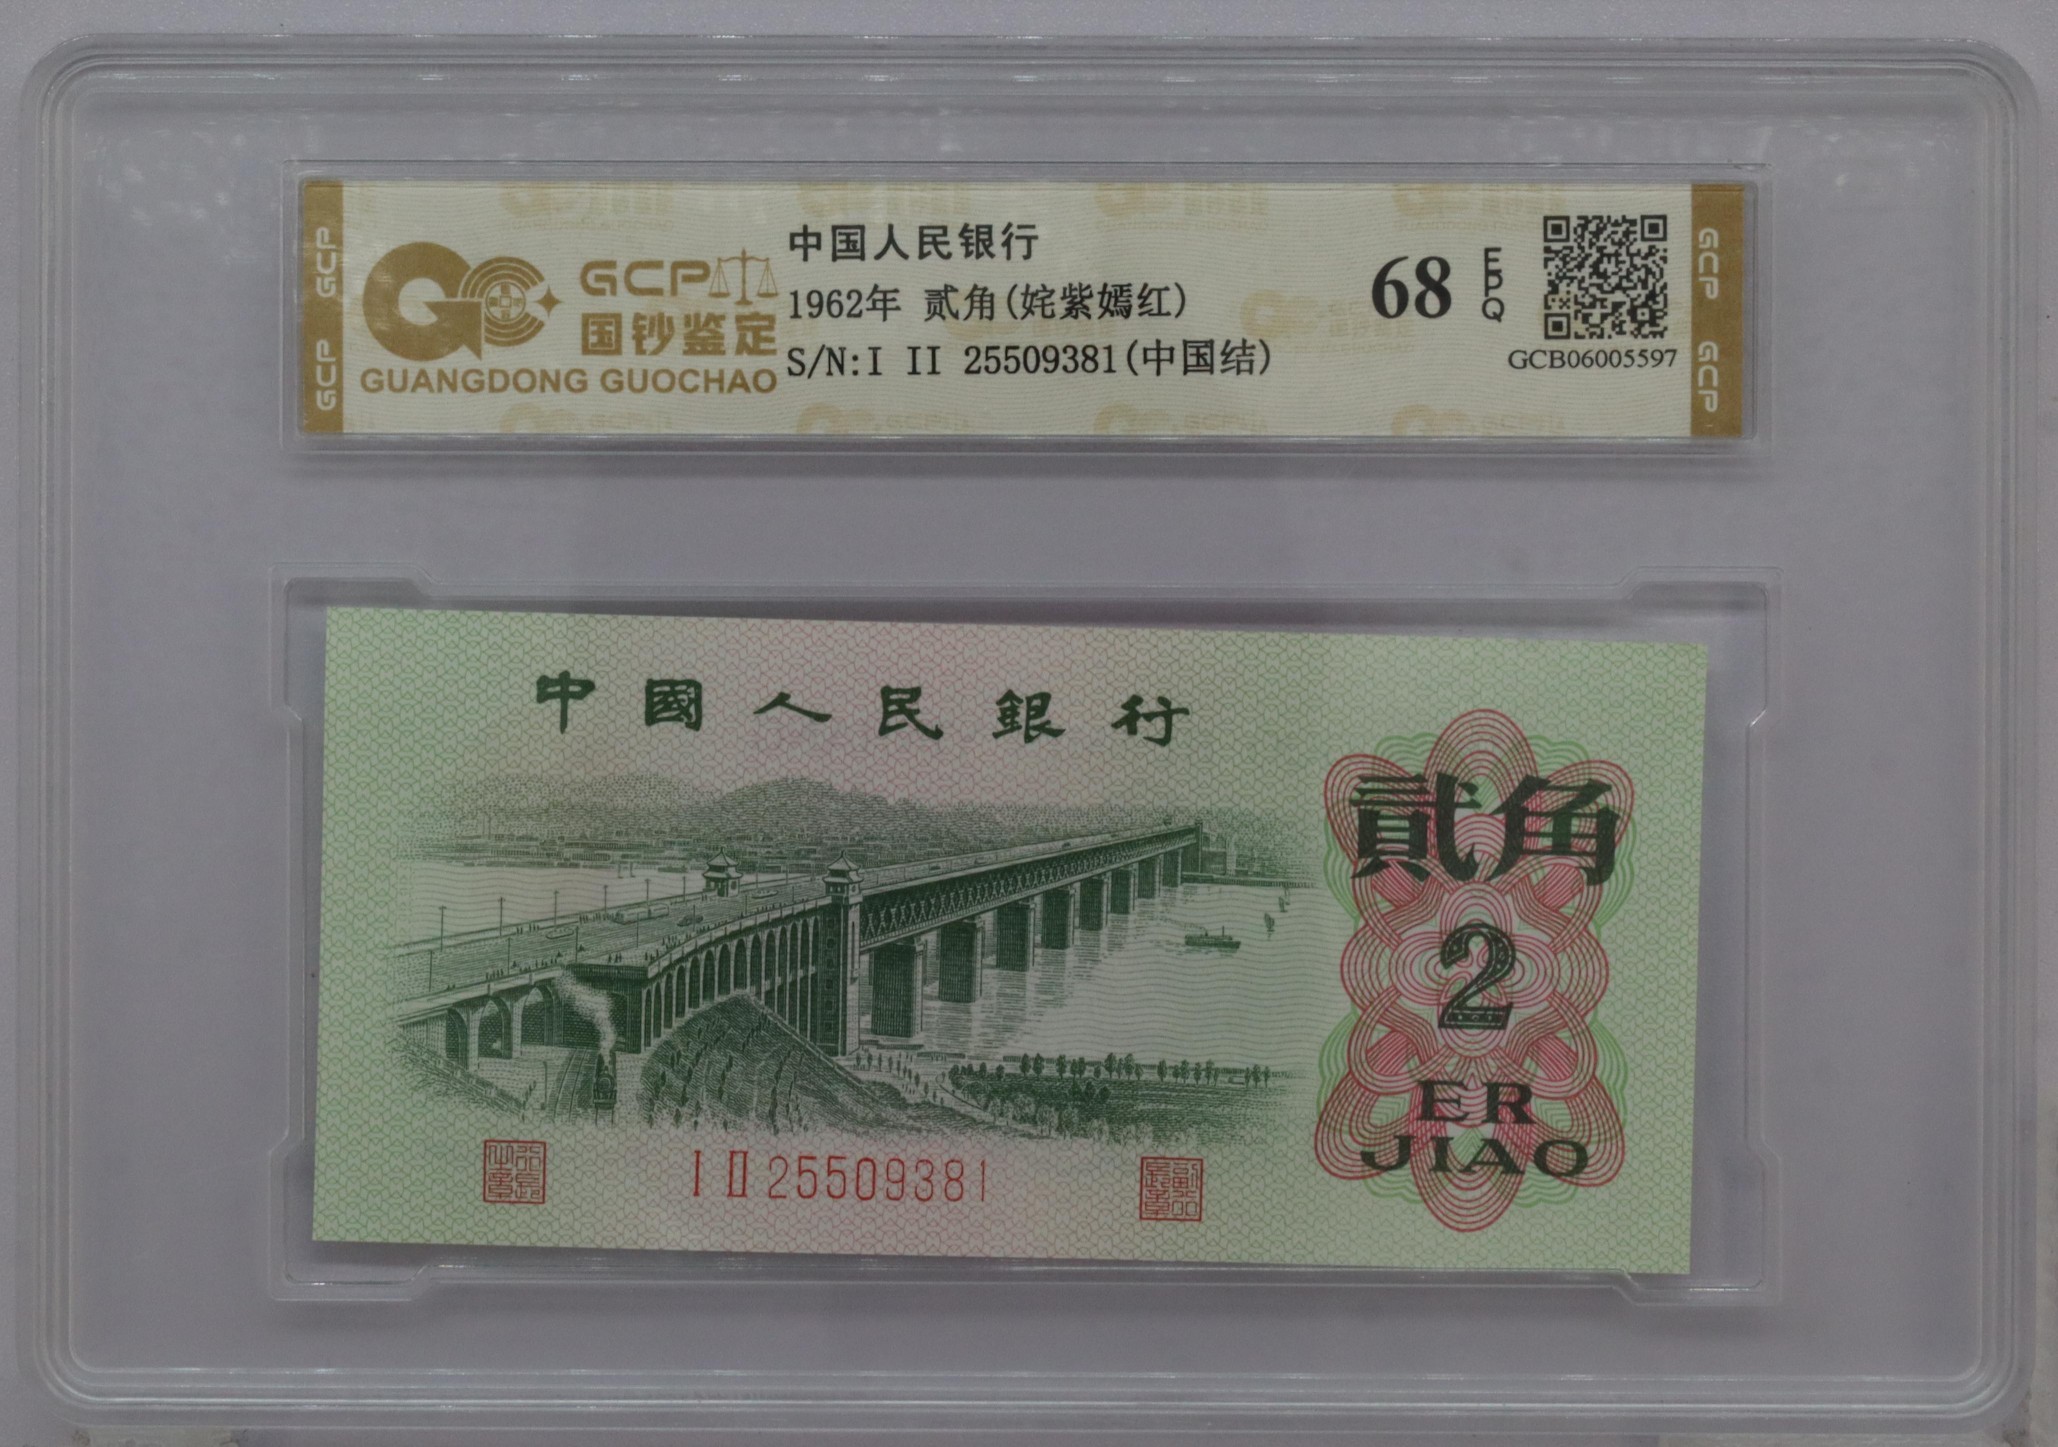 GCP
GCP
GCP
国钞鉴定
GUANGDONG GUOCHAO
中国人民银行
1962年 贰角(姹紫嫣红)
S/N:I II 25509381(中国结)
68
EPQ
GCB06005597
GCP
GCP
中國人民銀行
貳角
2
ER
JIAO
I II 25509381